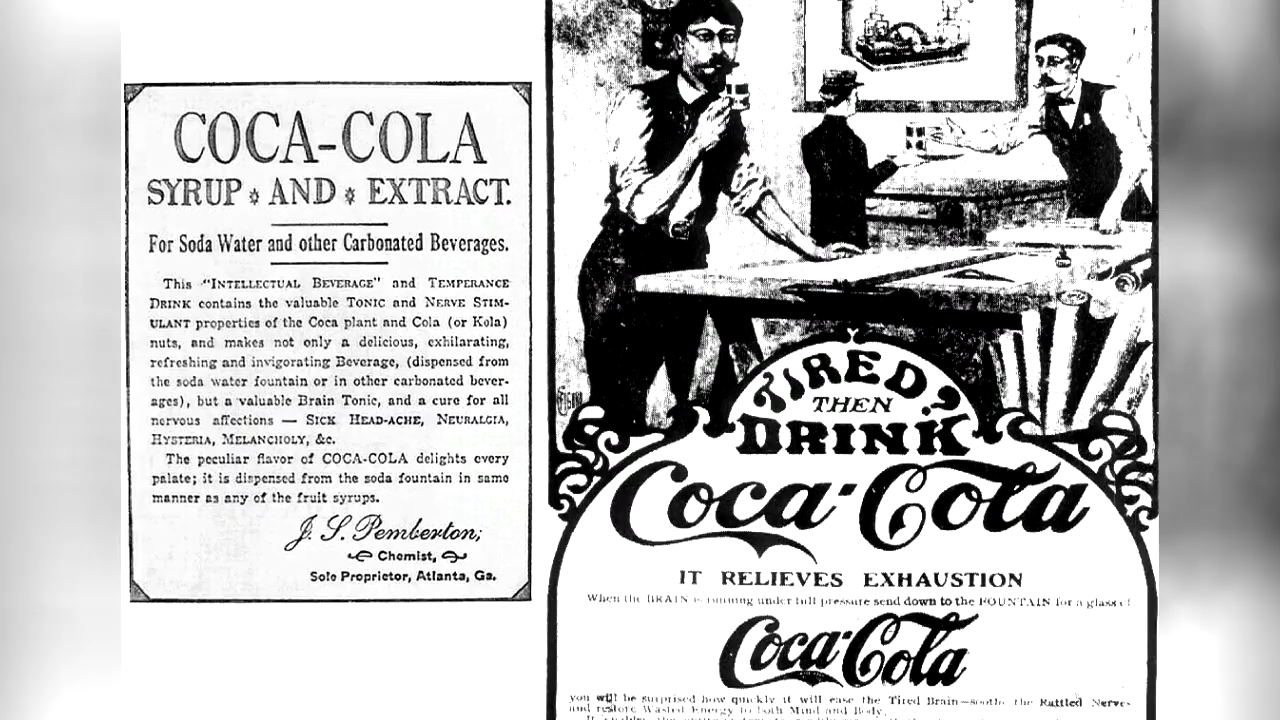 COCA-COLA
SYRUP * AND * EXTRACT.
For Soda Water and other Carbonated Beverages.
This "INTELLECTUAL BEVERAGE" and TEMPERANCE
DRINK contains the valuable TONIC and NERVE STIM-
ULANT properties of the Coca plant and Cola (or Kola)
nuts, and makes not only a delicious, exhilarating,
refreshing and invigorating Beverage, (dispensed from
the soda water fountain or in other carbonated bever-
ages), but a valuable Brain Tonic, and a cure for all
nervous affections — SICK HEAD-ACHE, NEURALGIA,
HYSTERIA, MELANCHOLY, &c.
The peculiar flavor of COCA-COLA delights every
palate; it is dispensed from the soda fountain in same
manner as any of the fruit syrups.
J. S. Pemberton;
Chemist,
Sole Proprietor, Atlanta, Ga.
TIRED?
THEN
DRINK
Coca-Cola
IT RELIEVES EXHAUSTION
When the BRAIN is running under full pressure send down to the FOUNTAIN for a glass of
Coca-Cola
you will be surprised how quickly it will ease the Tired Brain—soothe the Rattled Nerves
and restore Wasted Energy to both Mind and Body.